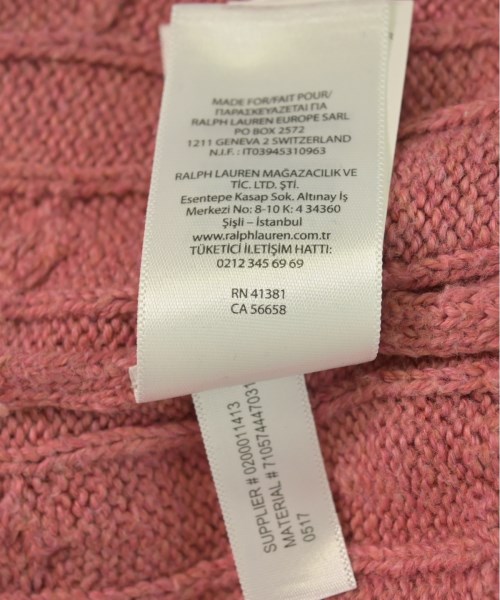 MADE FOR/FAIT POUR/
ΠΑΡΑΣΚΕΥΑΖΕΤΑΙ ΓΙΑ
RALPH LAUREN EUROPE SARL
PO BOX 2572
1211 GENEVA 2 SWITZERLAND
N.I.F. : IT03945310963
RALPH LAUREN MAĞAZACILIK VE
TİC. LTD. ŞTİ.
Esentepe Kasap Sok. Altınay İş
Merkezi No: 8-10 K: 4 34360
Şişli – İstanbul
www.ralphlauren.com.tr
TÜKETİCİ İLETİŞİM HATTI:
0212 345 69 69
RN 41381
CA 56658
SUPPLIER # 0200011413
MATERIAL # 710574447031
0517